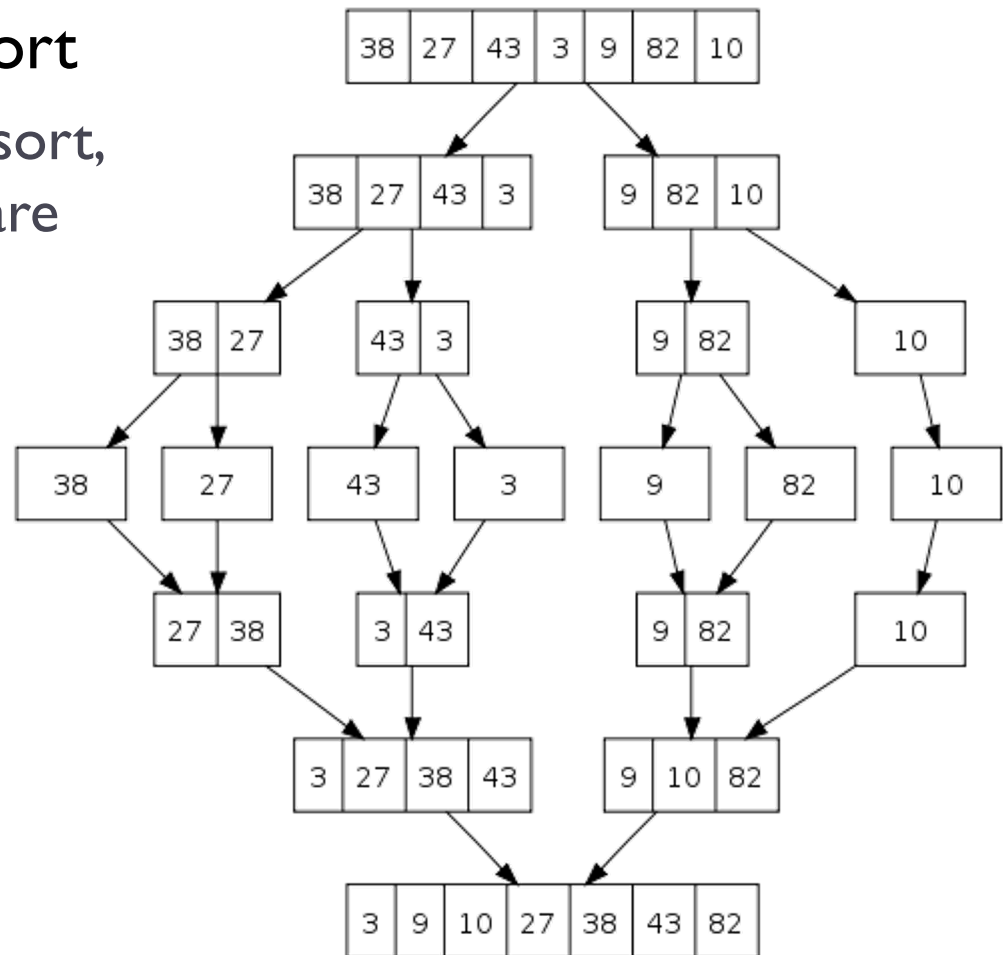 ort
sort,
are
38 27 43 3 9 82 10
38 27 43 3 9 82 10
38 27 43 3 9 82 10
38 27 43 3 9 82 10
27 38 3 43 9 82 10
3 27 38 43 9 10 82
3 9 10 27 38 43 82